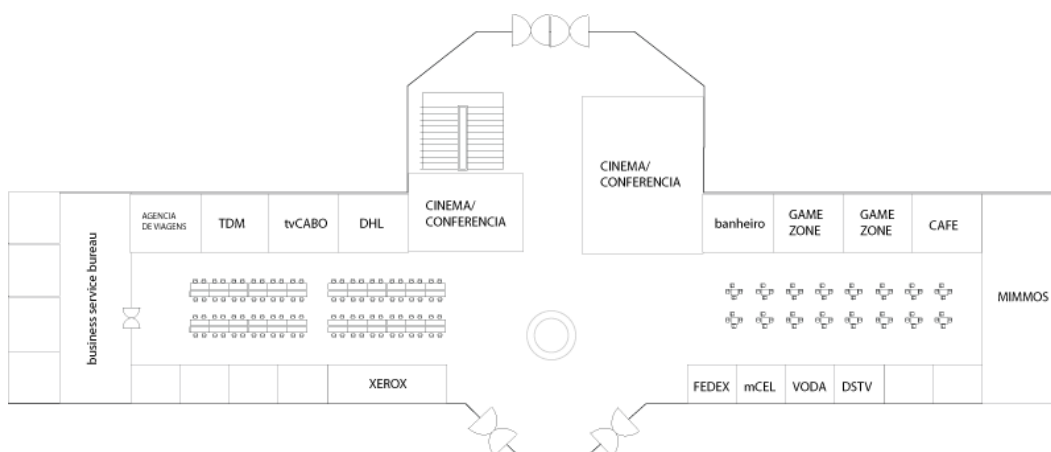 CINEMA/
CONFERENCIA
AGENCIA
DE VIAGENS
TDM
tvCABO
DHL
CINEMA/
CONFERENCIA
banheiro
GAME
ZONE
GAME
ZONE
CAFE
business service bureau
MIMMOS
XEROX
FEDEX
mCEL
VODA
DSTV